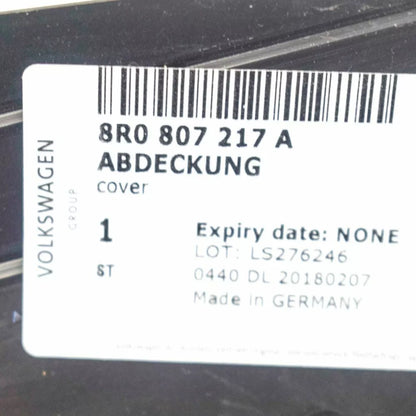 8R0 807 217 A
ABDECKUNG
cover
VOLKSWAGEN
GROUP
1
ST
Expiry date: NONE
LOT: LS276246
0440 DL 20180207
Made in GERMANY